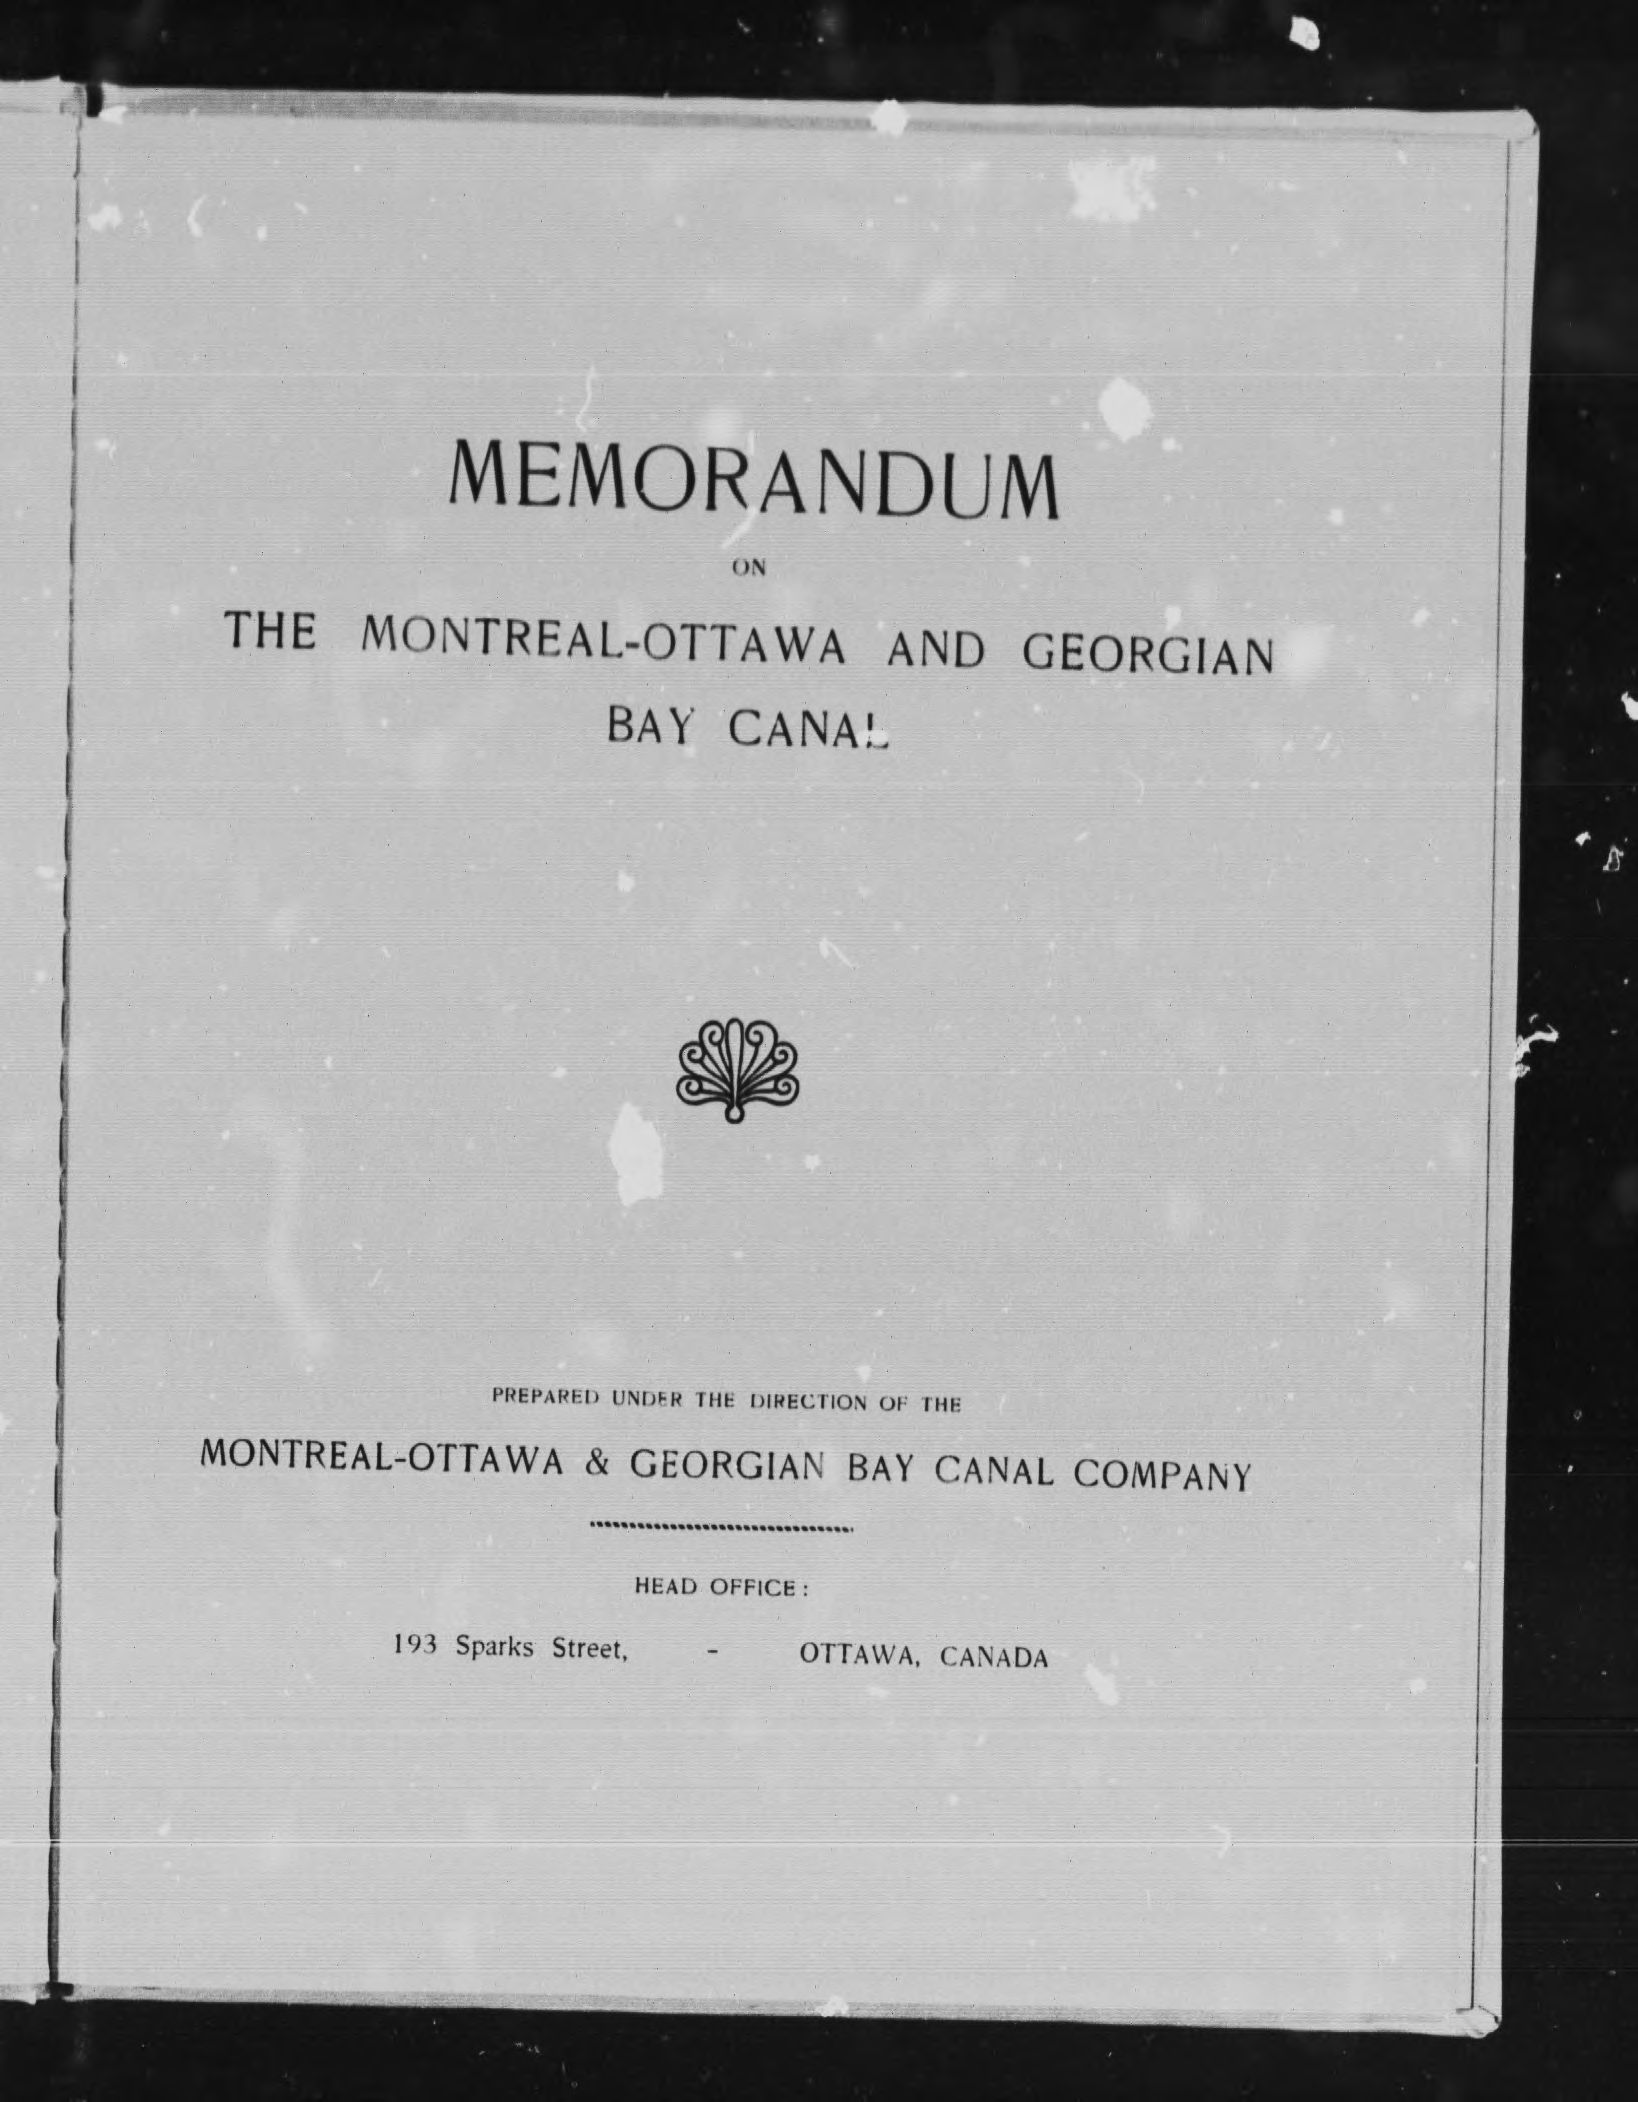 MEMORANDUM
ON
THE MONTREAL-OTTAWA AND GEORGIAN
BAY CANAL
PREPARED UNDER THE DIRECTION OF THE
MONTREAL-OTTAWA & GEORGIAN BAY CANAL COMPANY
HEAD OFFICE:
193 Sparks Street, - OTTAWA, CANADA